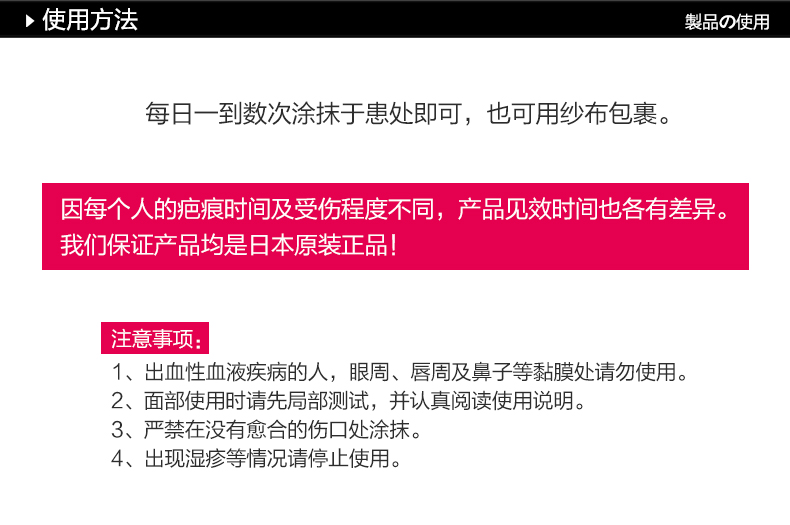 使用方法
製品の使用
每日一到数次涂抹于患处即可，也可用纱布包裹。
因每个人的疤痕时间及受伤程度不同，产品见效时间也各有差异。
我们保证产品均是日本原装正品！
注意事项：
1、出血性血液疾病的人，眼周、唇周及鼻子等黏膜处请勿使用。
2、面部使用时请先局部测试，并认真阅读使用说明。
3、严禁在没有愈合的伤口处涂抹。
4、出现湿疹等情况请停止使用。